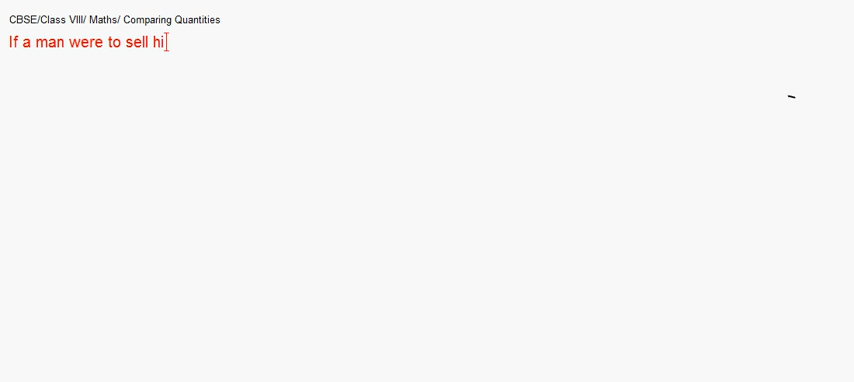 CBSE/Class VIII/ Maths/ Comparing Quantities
If a man were to sell hi